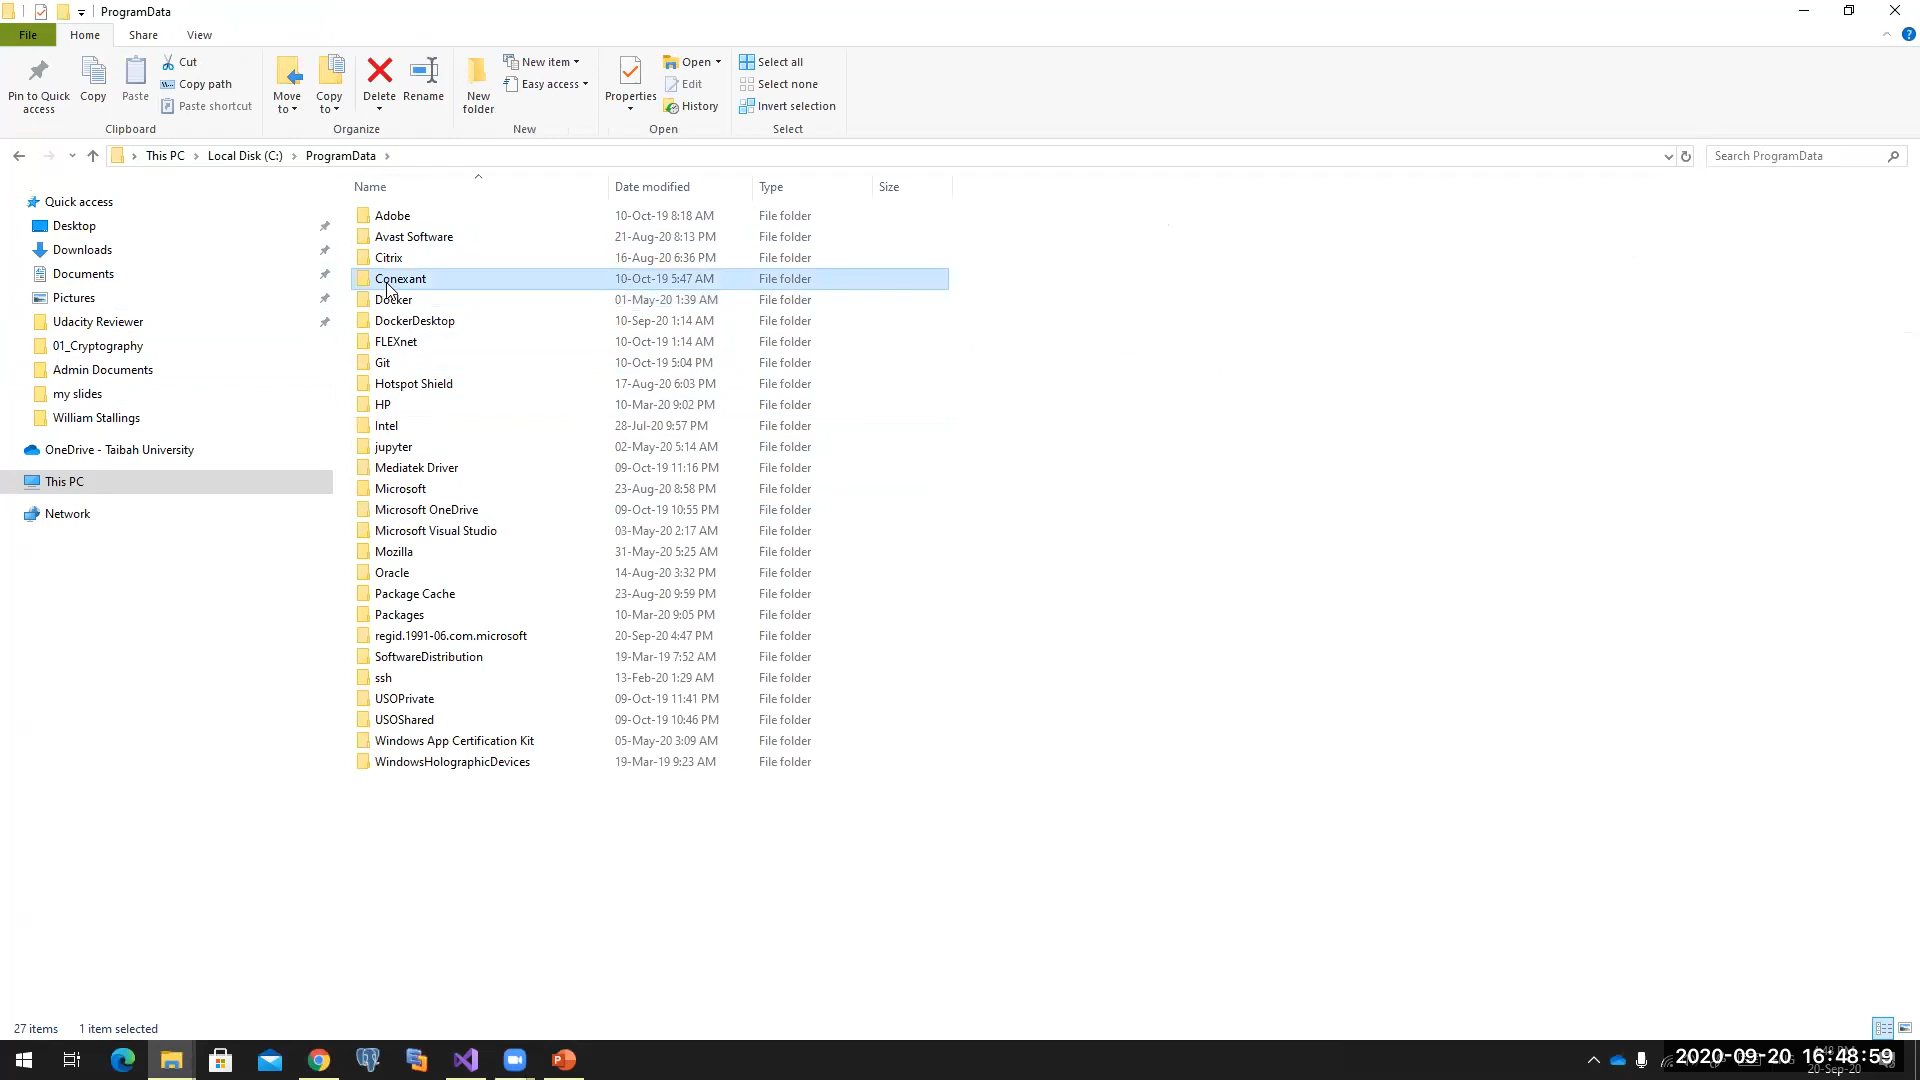 ProgramData
File Home Share View
Pin to Quick access
Copy
Paste
Cut
Copy path
Paste shortcut
Clipboard
Move to
Copy to
Delete
Rename
Organize
New folder
New item
Easy access
New
Properties
Open
Edit
History
Open
Select all
Select none
Invert selection
Select
This PC > Local Disk (C:) > ProgramData >
Search ProgramData
Quick access
Desktop
Downloads
Documents
Pictures
Udacity Reviewer
01_Cryptography
Admin Documents
my slides
William Stallings
OneDrive - Taibah University
This PC
Network
Name Date modified Type Size
Adobe 10-Oct-19 8:18 AM File folder
Avast Software 21-Aug-20 8:13 PM File folder
Citrix 16-Aug-20 6:36 PM File folder
Conexant 10-Oct-19 5:47 AM File folder
Docker 01-May-20 1:39 AM File folder
DockerDesktop 10-Sep-20 1:14 AM File folder
FLEXnet 10-Oct-19 1:14 AM File folder
Git 10-Oct-19 5:04 PM File folder
Hotspot Shield 17-Aug-20 6:03 PM File folder
HP 10-Mar-20 9:02 PM File folder
Intel 28-Jul-20 9:57 PM File folder
jupyter 02-May-20 5:14 AM File folder
Mediatek Driver 09-Oct-19 11:16 PM File folder
Microsoft 23-Aug-20 8:58 PM File folder
Microsoft OneDrive 09-Oct-19 10:55 PM File folder
Microsoft Visual Studio 03-May-20 2:17 AM File folder
Mozilla 31-May-20 5:25 AM File folder
Oracle 14-Aug-20 3:32 PM File folder
Package Cache 23-Aug-20 9:59 PM File folder
Packages 10-Mar-20 9:05 PM File folder
regid.1991-06.com.microsoft 20-Sep-20 4:47 PM File folder
SoftwareDistribution 19-Mar-19 7:52 AM File folder
ssh 13-Feb-20 1:29 AM File folder
USOPrivate 09-Oct-19 11:41 PM File folder
USOShared 09-Oct-19 10:46 PM File folder
Windows App Certification Kit 05-May-20 3:09 AM File folder
WindowsHolographicDevices 19-Mar-19 9:23 AM File folder
27 items 1 item selected
2020-09-20 16:48:59
20-Sep-20